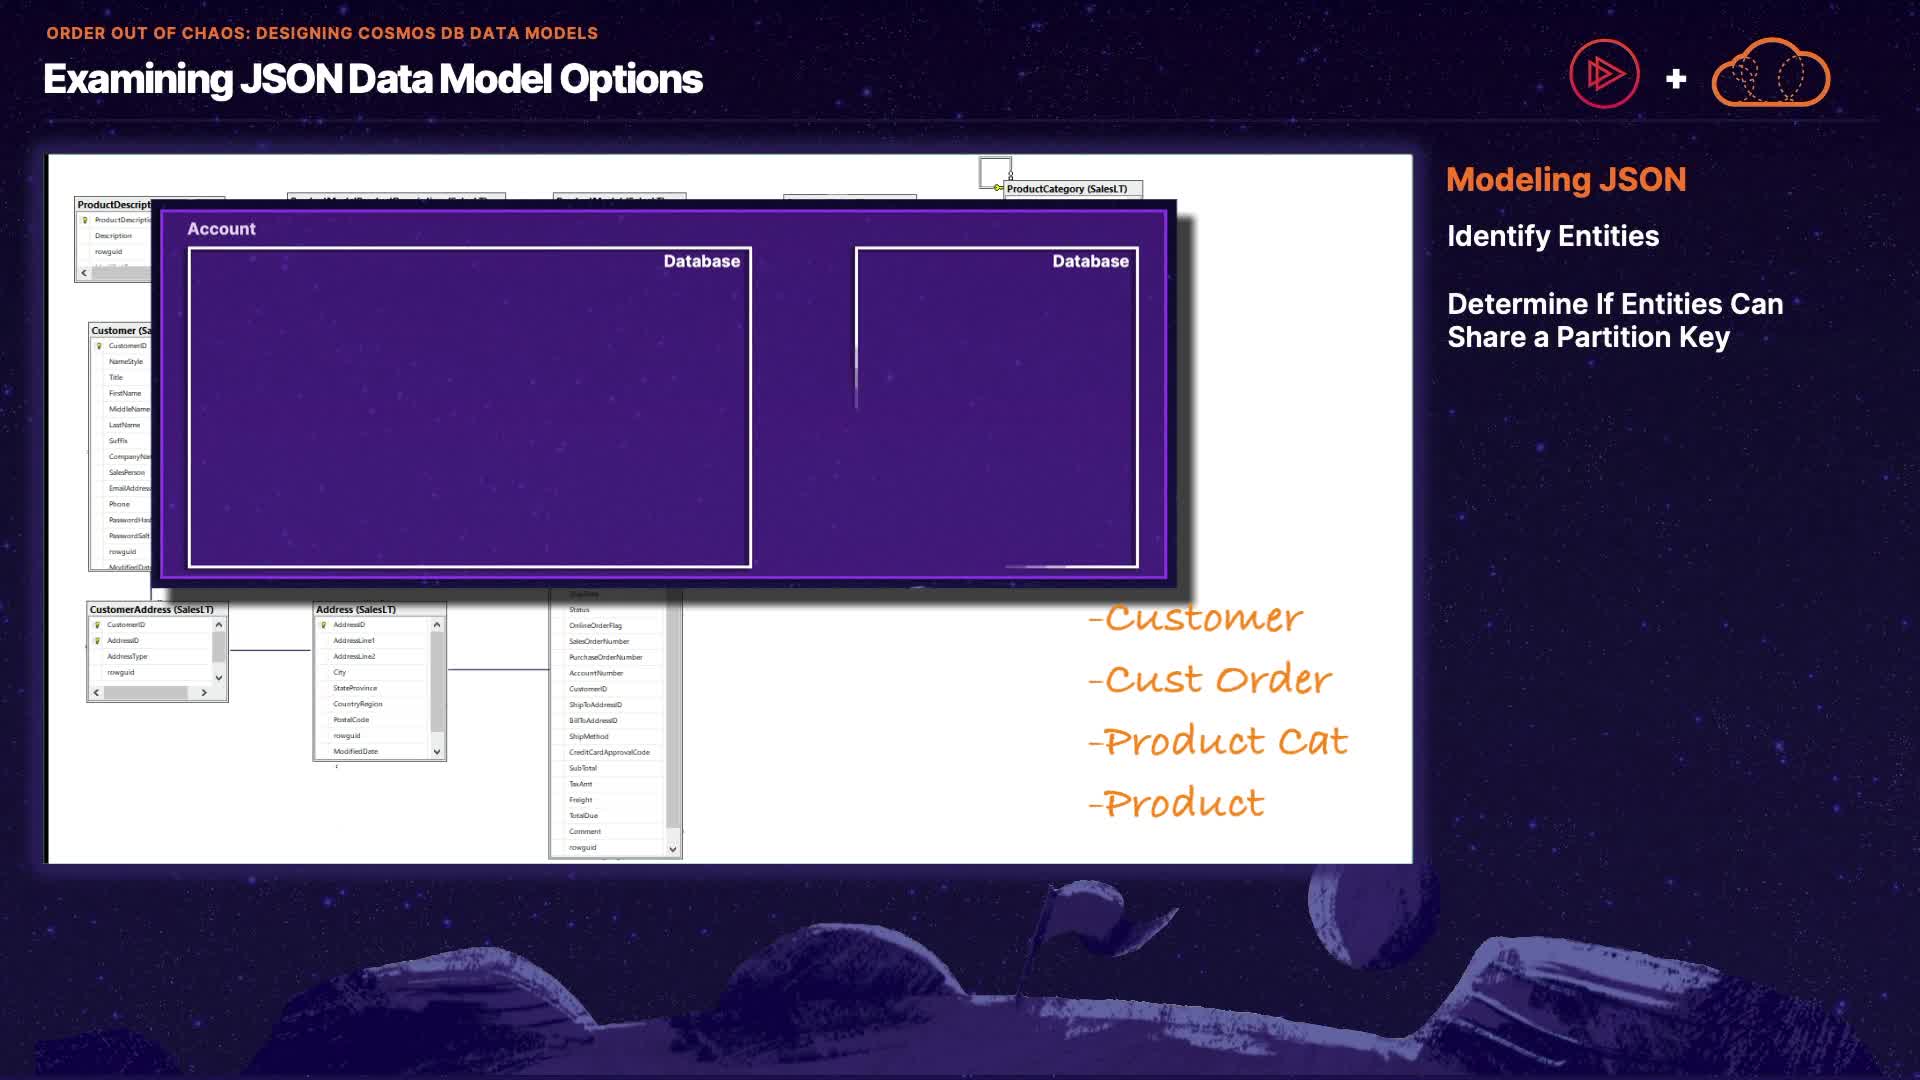 ORDER OUT OF CHAOS: DESIGNING COSMOS DB DATA MODELS
Examining JSON Data Model Options
Modeling JSON
Identify Entities
Determine If Entities Can
Share a Partition Key
ProductCategory (SalesLT)
ProductDescript
ProductDescriptio
Description
rowguid
Account
Database
Database
Customer (Sa
CustomerID
NameStyle
Title
FirstName
MiddleName
LastName
Suffix
CompanyNam
SalesPerson
EmailAddress
Phone
PasswordHas
PasswordSalt
rowguid
ModifiedDate
CustomerAddress (SalesLT)
CustomerID
AddressID
AddressType
rowguid
Address (SalesLT)
AddressID
AddressLine1
AddressLine2
City
StateProvince
CountryRegion
PostalCode
rowguid
ModifiedDate
Status
OnlineOrderFlag
SalesOrderNumber
PurchaseOrderNumber
AccountNumber
CustomerID
ShipToAddressID
BillToAddressID
ShipMethod
CreditCardApprovalCode
SubTotal
TaxAmt
Freight
TotalDue
Comment
rowguid
-Customer
-Cust Order
-Product Cat
-Product